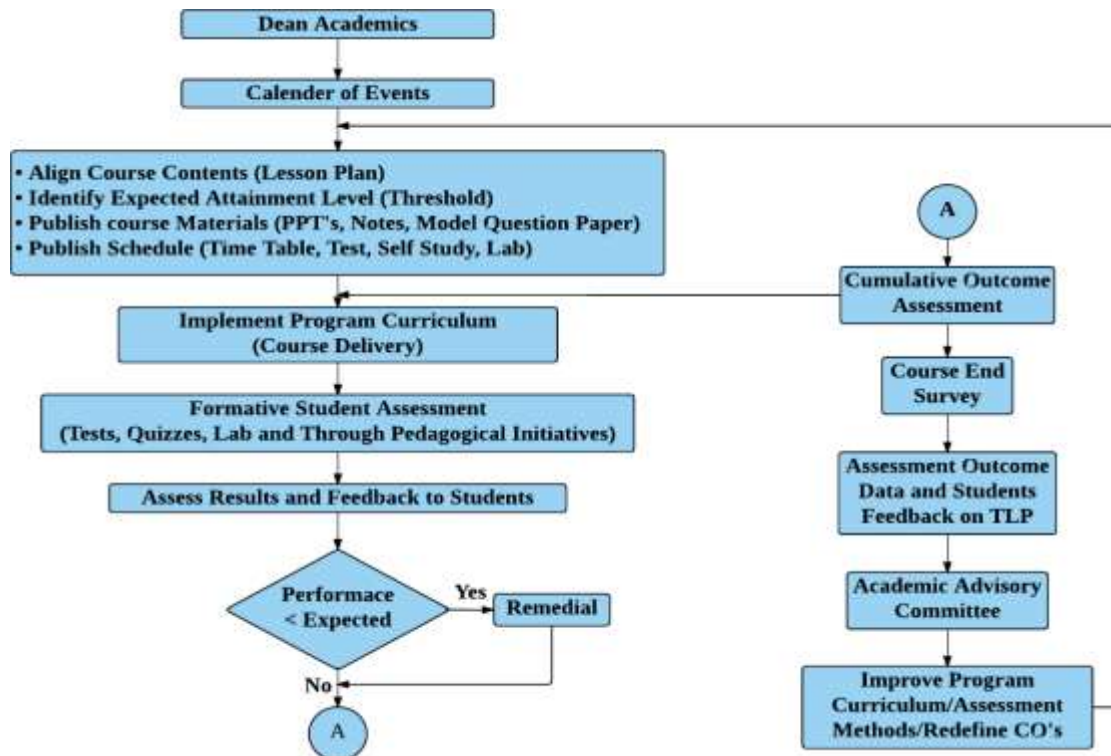 Dean Academics
Calender of Events
• Align Course Contents (Lesson Plan)
• Identify Expected Attainment Level (Threshold)
• Publish course Materials (PPT's, Notes, Model Question Paper)
• Publish Schedule (Time Table, Test, Self Study, Lab)
Implement Program Curriculum
(Course Delivery)
Formative Student Assessment
(Tests, Quizzes, Lab and Through Pedagogical Initiatives)
Assess Results and Feedback to Students
Performace
< Expected
Yes
Remedial
No
A
A
Cumulative Outcome
Assessment
Course End
Survey
Assessment Outcome
Data and Students
Feedback on TLP
Academic Advisory
Committee
Improve Program
Curriculum/Assessment
Methods/Redefine CO's